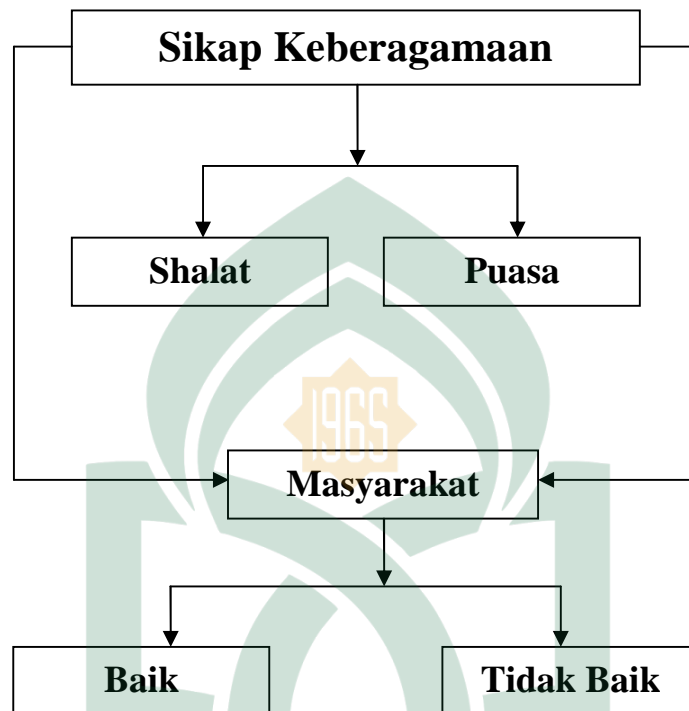 Sikap Keberagamaan
Shalat
Puasa
1965
Masyarakat
Baik
Tidak Baik